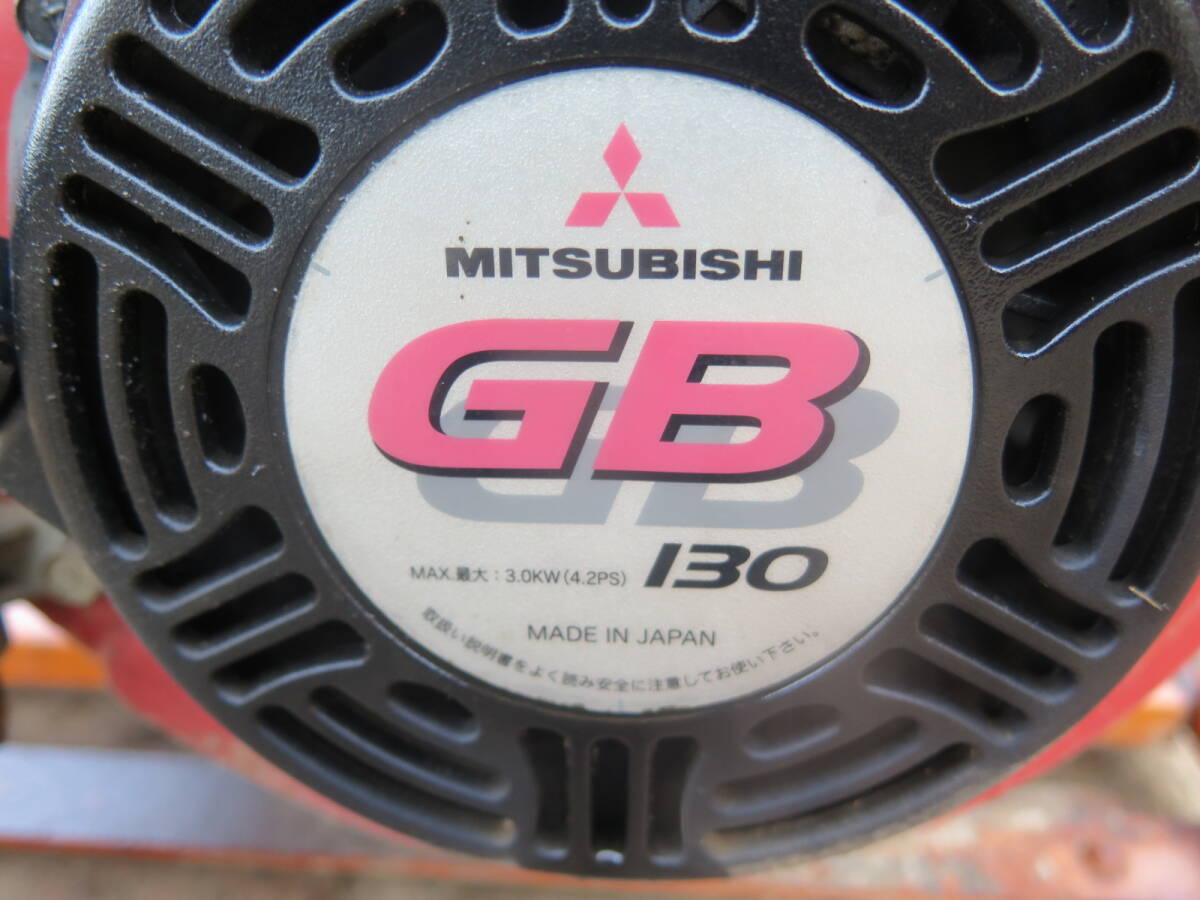 MITSUBISHI
GB
130
MAX.最大：3.0KW(4.2PS)
MADE IN JAPAN
取扱い説明書をよく読み安全に注意してお使い下さい。